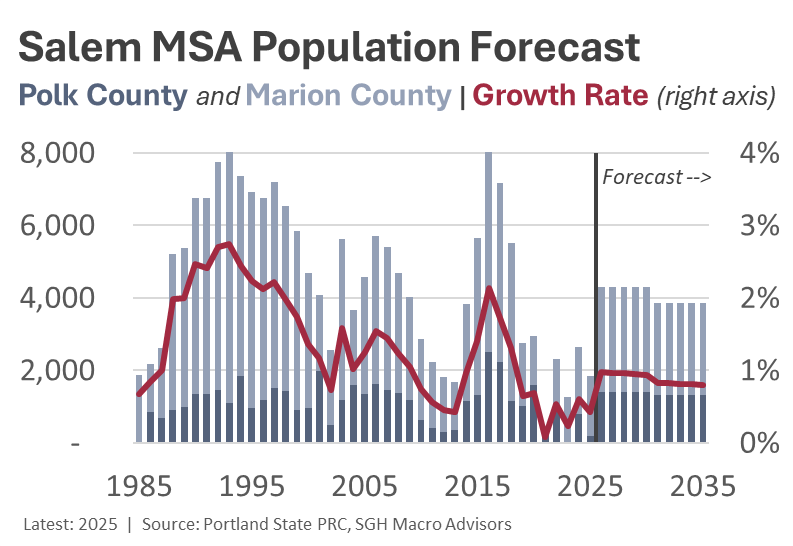 Salem MSA Population Forecast
Polk County and Marion County | Growth Rate (right axis)
8,000 4%
Forecast -->
6,000 3%
4,000 2%
2,000 1%
- 0%
1985 1995 2005 2015 2025 2035
Latest: 2025 | Source: Portland State PRC, SGH Macro Advisors